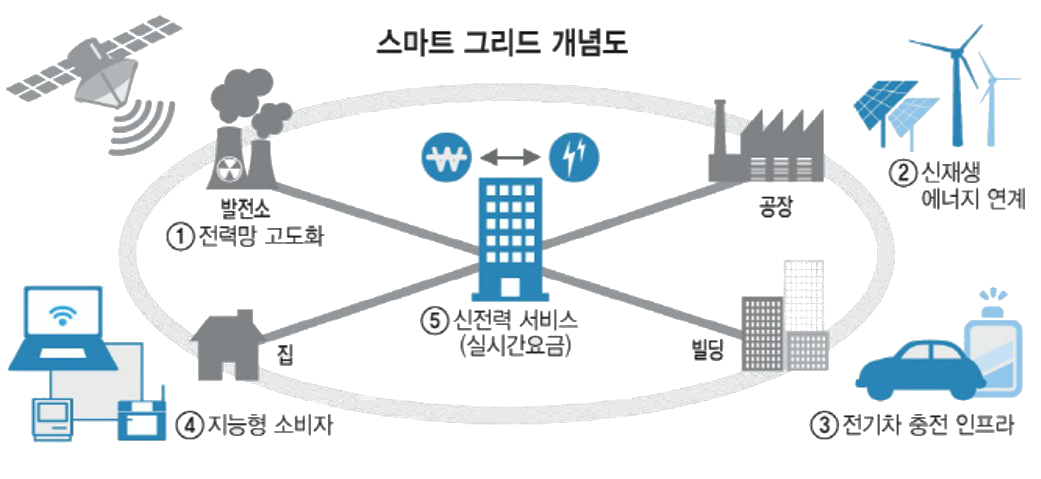 스마트 그리드 개념도
발전소
① 전력망 고도화
공장
② 신재생
에너지 연계
⑤ 신전력 서비스
(실시간요금)
집
빌딩
④ 지능형 소비자
③ 전기차 충전 인프라